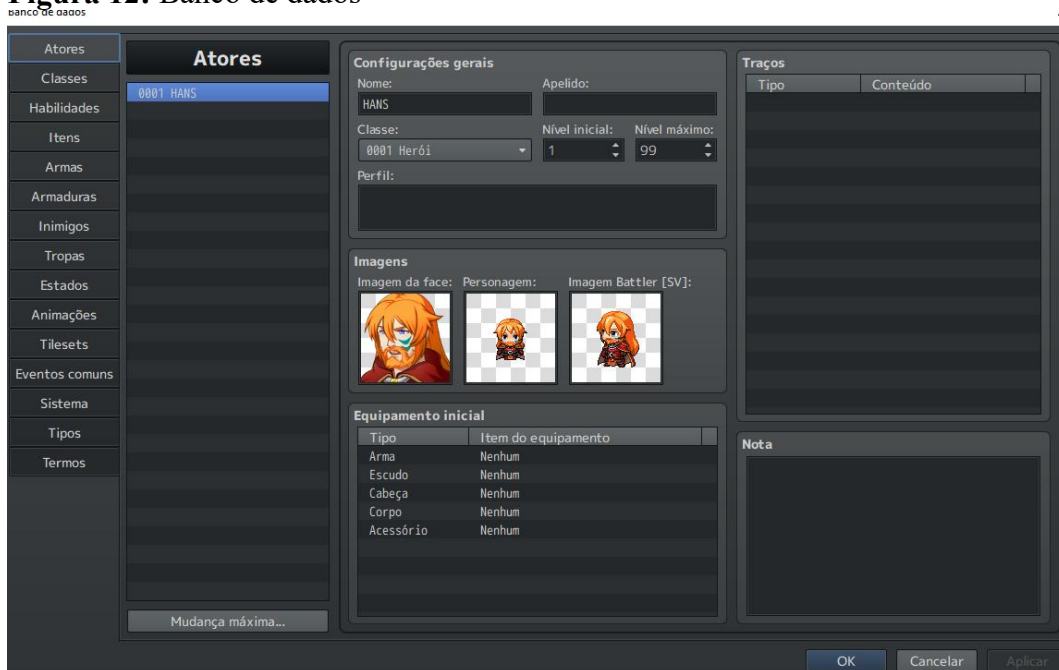 Figura 12: Banco de dados
Banco de dados
Atores
Classes
Habilidades
Itens
Armas
Armaduras
Inimigos
Tropas
Estados
Animações
Tilesets
Eventos comuns
Sistema
Tipos
Termos
Atores
0001 HANS
Mudança máxima...
Configurações gerais
Nome: Apelido:
HANS
Classe: Nível inicial: Nível máximo:
0001 Herói 1 99
Perfil:
Imagens
Imagem da face: Personagem: Imagem Battler [SV]:
Equipamento inicial
Tipo Item do equipamento
Arma Nenhum
Escudo Nenhum
Cabeça Nenhum
Corpo Nenhum
Acessório Nenhum
Traços
Tipo Conteúdo
Nota
OK Cancelar Aplicar